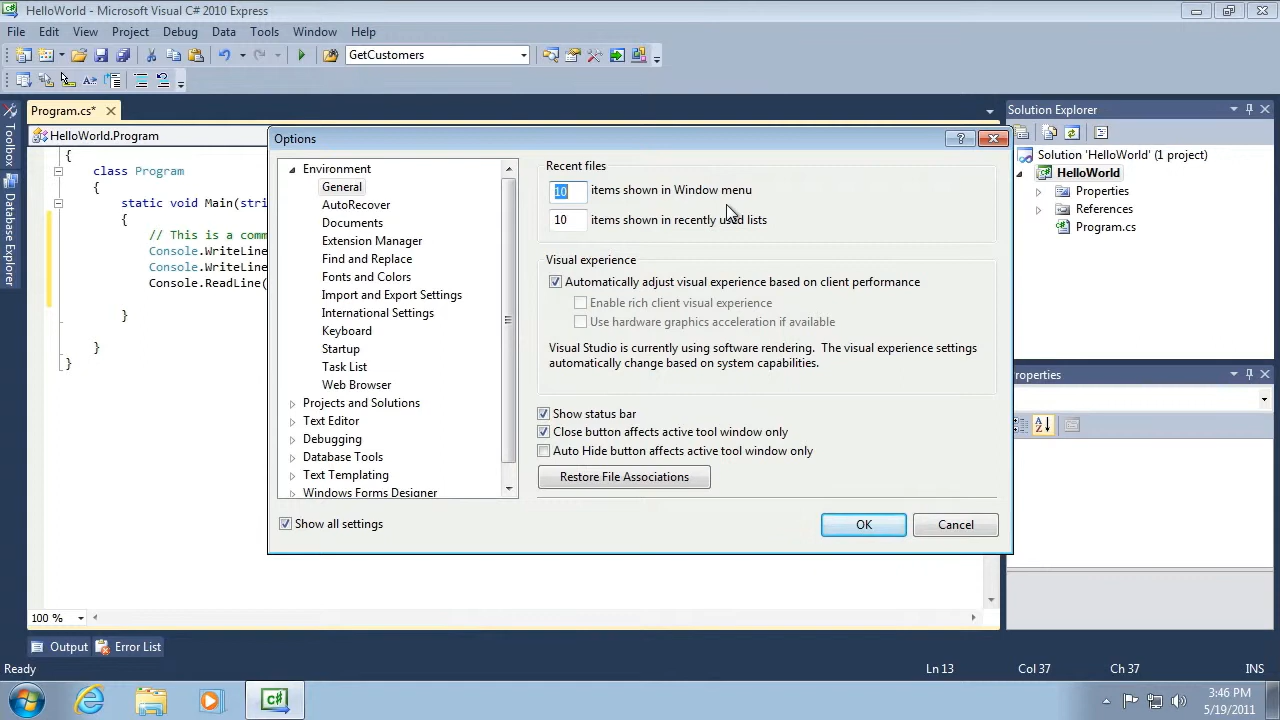 HelloWorld - Microsoft Visual C# 2010 Express
File Edit View Project Debug Data Tools Window Help
GetCustomers
Program.cs*
HelloWorld.Program
{
class Program
{
static void Main(stri
{
// This is a comm
Console.WriteLine
Console.WriteLine
Console.ReadLine(
}
}
}
100 %
Toolbox
Database Explorer
Options
Environment
General
AutoRecover
Documents
Extension Manager
Find and Replace
Fonts and Colors
Import and Export Settings
International Settings
Keyboard
Startup
Task List
Web Browser
Projects and Solutions
Text Editor
Debugging
Database Tools
Text Templating
Windows Forms Designer
Show all settings
Recent files
10 items shown in Window menu
10 items shown in recently used lists
Visual experience
Automatically adjust visual experience based on client performance
Enable rich client visual experience
Use hardware graphics acceleration if available
Visual Studio is currently using software rendering. The visual experience settings
automatically change based on system capabilities.
Show status bar
Close button affects active tool window only
Auto Hide button affects active tool window only
Restore File Associations
OK Cancel
Solution Explorer
Solution 'HelloWorld' (1 project)
HelloWorld
Properties
References
Program.cs
roperties
Output Error List
Ready Ln 13 Col 37 Ch 37 INS
3:46 PM
5/19/2011